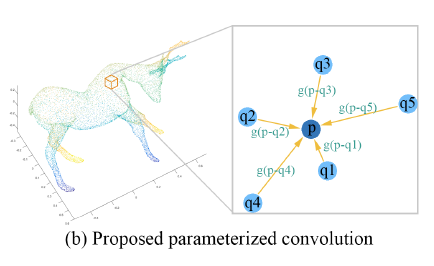 q3
g(p-q3)
q5
g(p-q5)
q2
g(p-q2)
p
g(p-q1)
g(p-q4)
q1
q4
(b) Proposed parameterized convolution